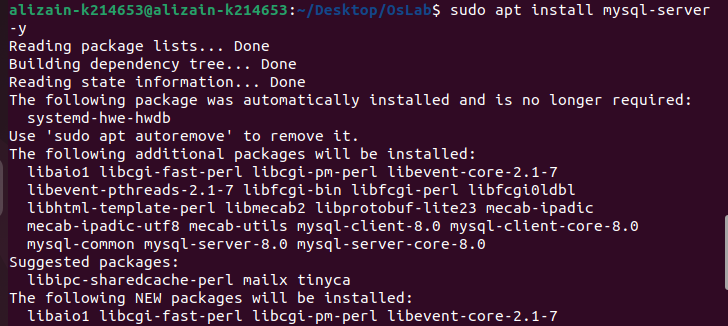 alizain-k214653@alizain-k214653:~/Desktop/OsLab$ sudo apt install mysql-server
-y
Reading package lists... Done
Building dependency tree... Done
Reading state information... Done
The following package was automatically installed and is no longer required:
  systemd-hwe-hwdb
Use 'sudo apt autoremove' to remove it.
The following additional packages will be installed:
  libaio1 libcgi-fast-perl libcgi-pm-perl libevent-core-2.1-7
  libevent-pthreads-2.1-7 libfcgi-bin libfcgi-perl libfcgi0ldbl
  libhtml-template-perl libmecab2 libprotobuf-lite23 mecab-ipadic
  mecab-ipadic-utf8 mecab-utils mysql-client-8.0 mysql-client-core-8.0
  mysql-common mysql-server-8.0 mysql-server-core-8.0
Suggested packages:
  libipc-sharedcache-perl mailx tinyca
The following NEW packages will be installed:
  libaio1 libcgi-fast-perl libcgi-pm-perl libevent-core-2.1-7